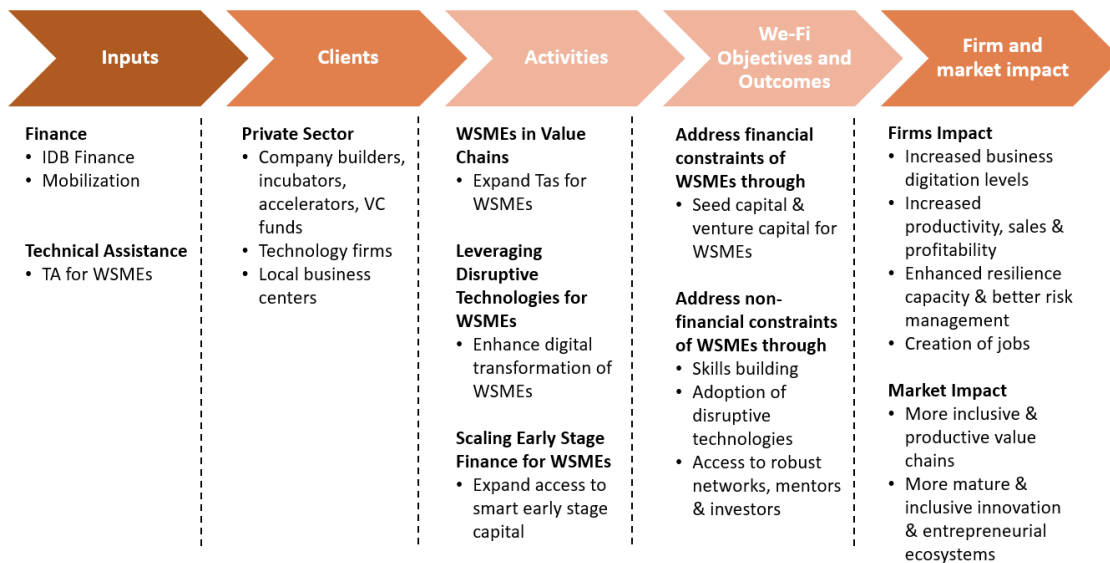 Inputs
Clients
Activities
We-Fi
Objectives and
Outcomes
Firm and
market impact
Finance
• IDB Finance
• Mobilization
Technical Assistance
• TA for WSMEs
Private Sector
• Company builders,
incubators,
accelerators, VC
funds
• Technology firms
• Local business
centers
WSMEs in Value
Chains
• Expand Tas for
WSMEs
Leveraging
Disruptive
Technologies for
WSMEs
• Enhance digital
transformation of
WSMEs
Scaling Early Stage
Finance for WSMEs
• Expand access to
smart early stage
capital
Address financial
constraints of
WSMEs through
• Seed capital &
venture capital for
WSMEs
Address non-
financial constraints
of WSMEs through
• Skills building
• Adoption of
disruptive
technologies
• Access to robust
networks, mentors
& investors
Firms Impact
• Increased business
digitation levels
• Increased
productivity, sales &
profitability
• Enhanced resilience
capacity & better risk
management
• Creation of jobs
Market Impact
• More inclusive &
productive value
chains
• More mature &
inclusive innovation
& entrepreneurial
ecosystems